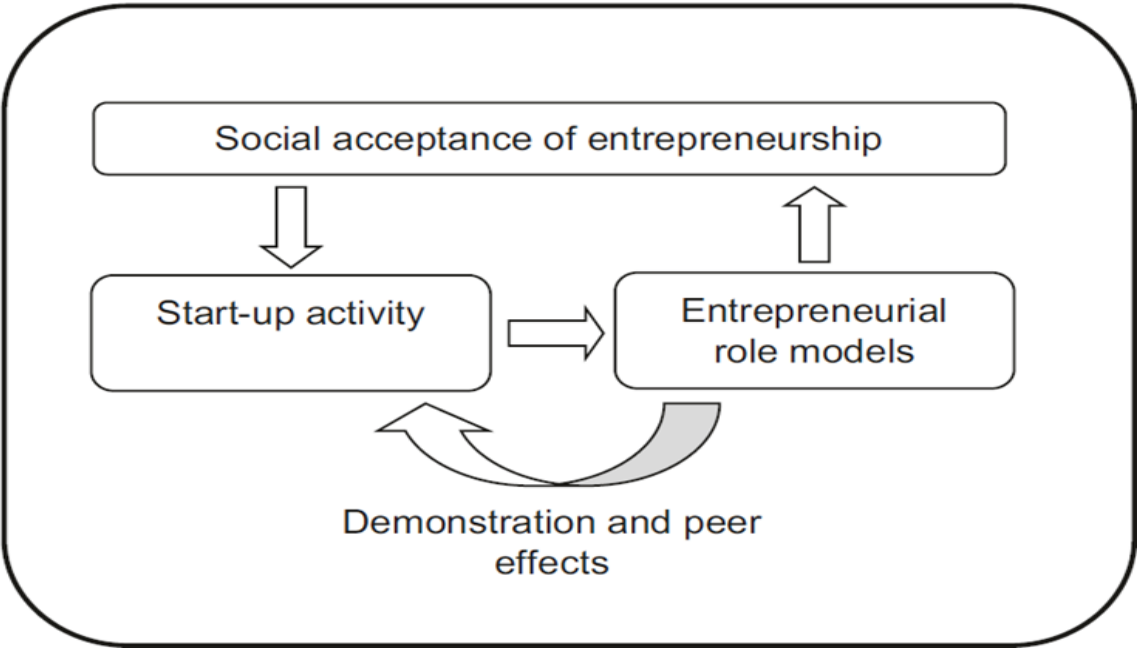 Social acceptance of entrepreneurship
Start-up activity
Entrepreneurial
role models
Demonstration and peer
effects